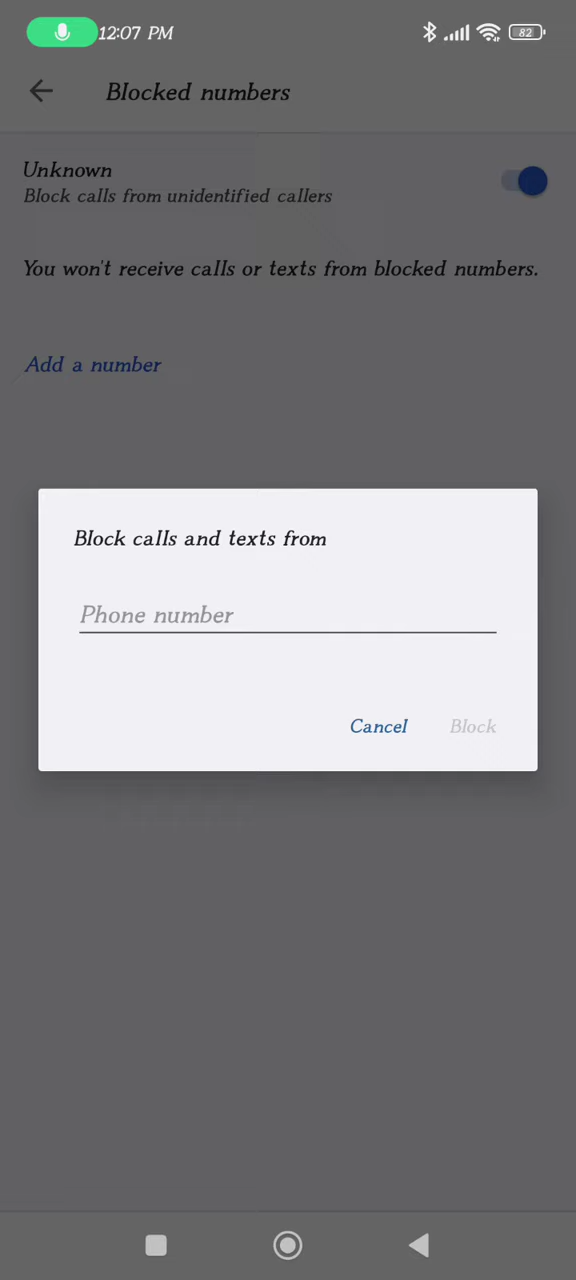 12:07 PM
82
Blocked numbers
Unknown
Block calls from unidentified callers
You won't receive calls or texts from blocked numbers.
Add a number
Block calls and texts from
Phone number
Cancel Block